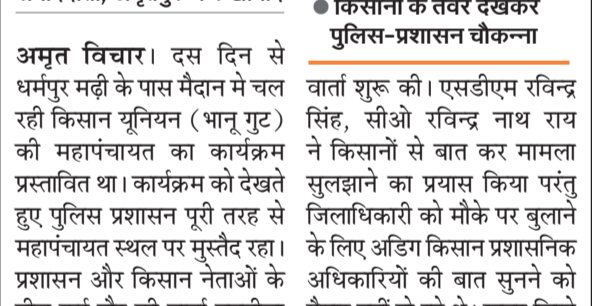 अमृत विचार। दस दिन से
धर्मपुर मढ़ी के पास मैदान मे चल
रही किसान यूनियन (भानू गुट)
की महापंचायत का कार्यक्रम
प्रस्तावित था। कार्यक्रम को देखते
हुए पुलिस प्रशासन पूरी तरह से
महापंचायत स्थल पर मुस्तैद रहा।
प्रशासन और किसान नेताओं के
● किसानों के तेवर देखकर
पुलिस-प्रशासन चौकन्ना
वार्ता शुरू की। एसडीएम रविन्द्र
सिंह, सीओ रविन्द्र नाथ राय
ने किसानों से बात कर मामला
सुलझाने का प्रयास किया परंतु
जिलाधिकारी को मौके पर बुलाने
के लिए अडिग किसान प्रशासनिक
अधिकारियों की बात सुनने को